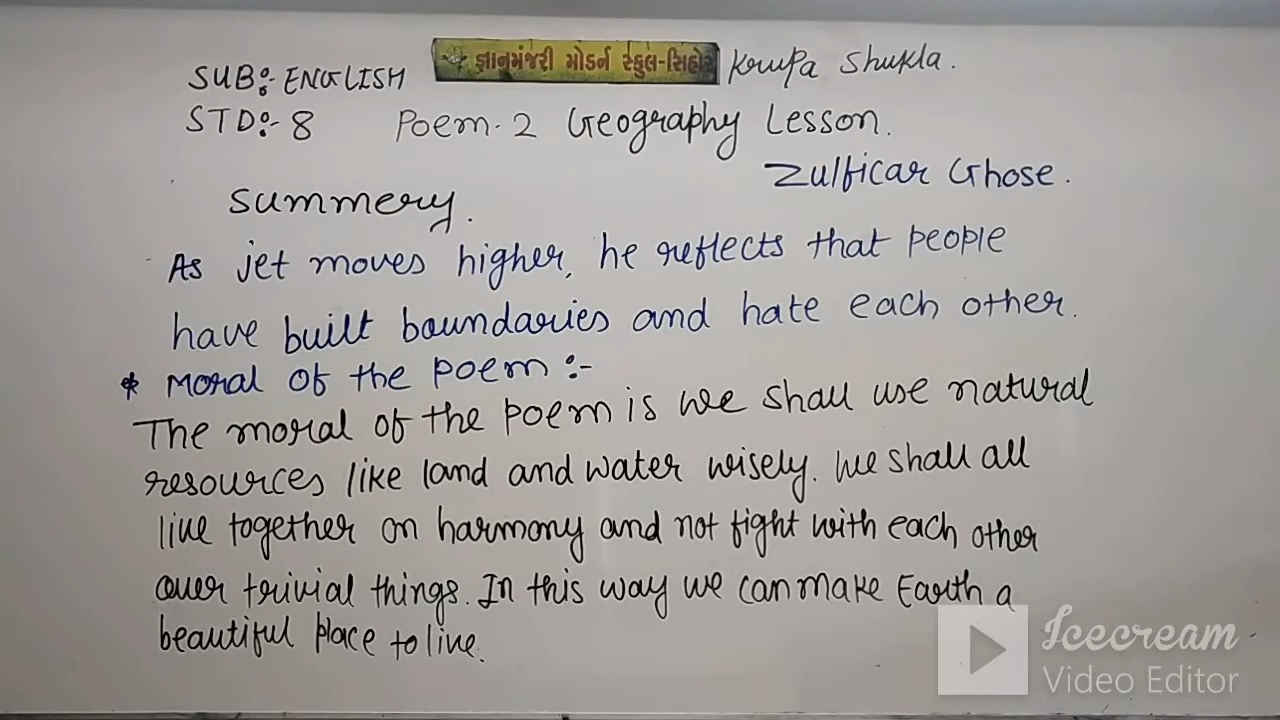 SUB:- ENGLISH જ્ઞાનમંજરી મોડર્ન સ્કુલ-સિહોર Krupa Shukla.
STD:- 8 Poem-2 Geography Lesson.
Zulficar Ghose.
Summery.
As jet moves higher, he reflects that people
have built boundaries and hate each other.
* Moral of the poem :-
The moral of the poem is we shall use natural
resources like land and water wisely. We shall all
live together on harmony and not fight with each other
over trivial things. In this way we can make Earth a
beautiful place to live.
Icecream
Video Editor